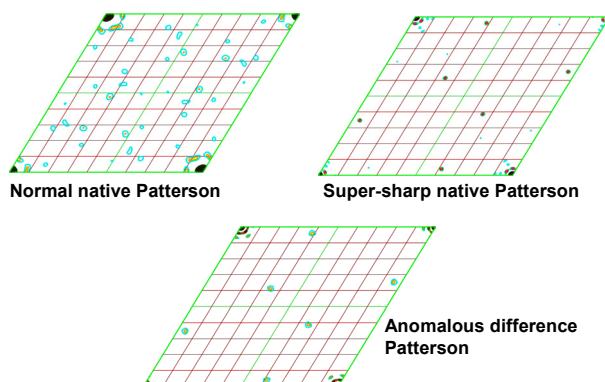 Normal native Patterson
Super-sharp native Patterson
Anomalous difference
Patterson